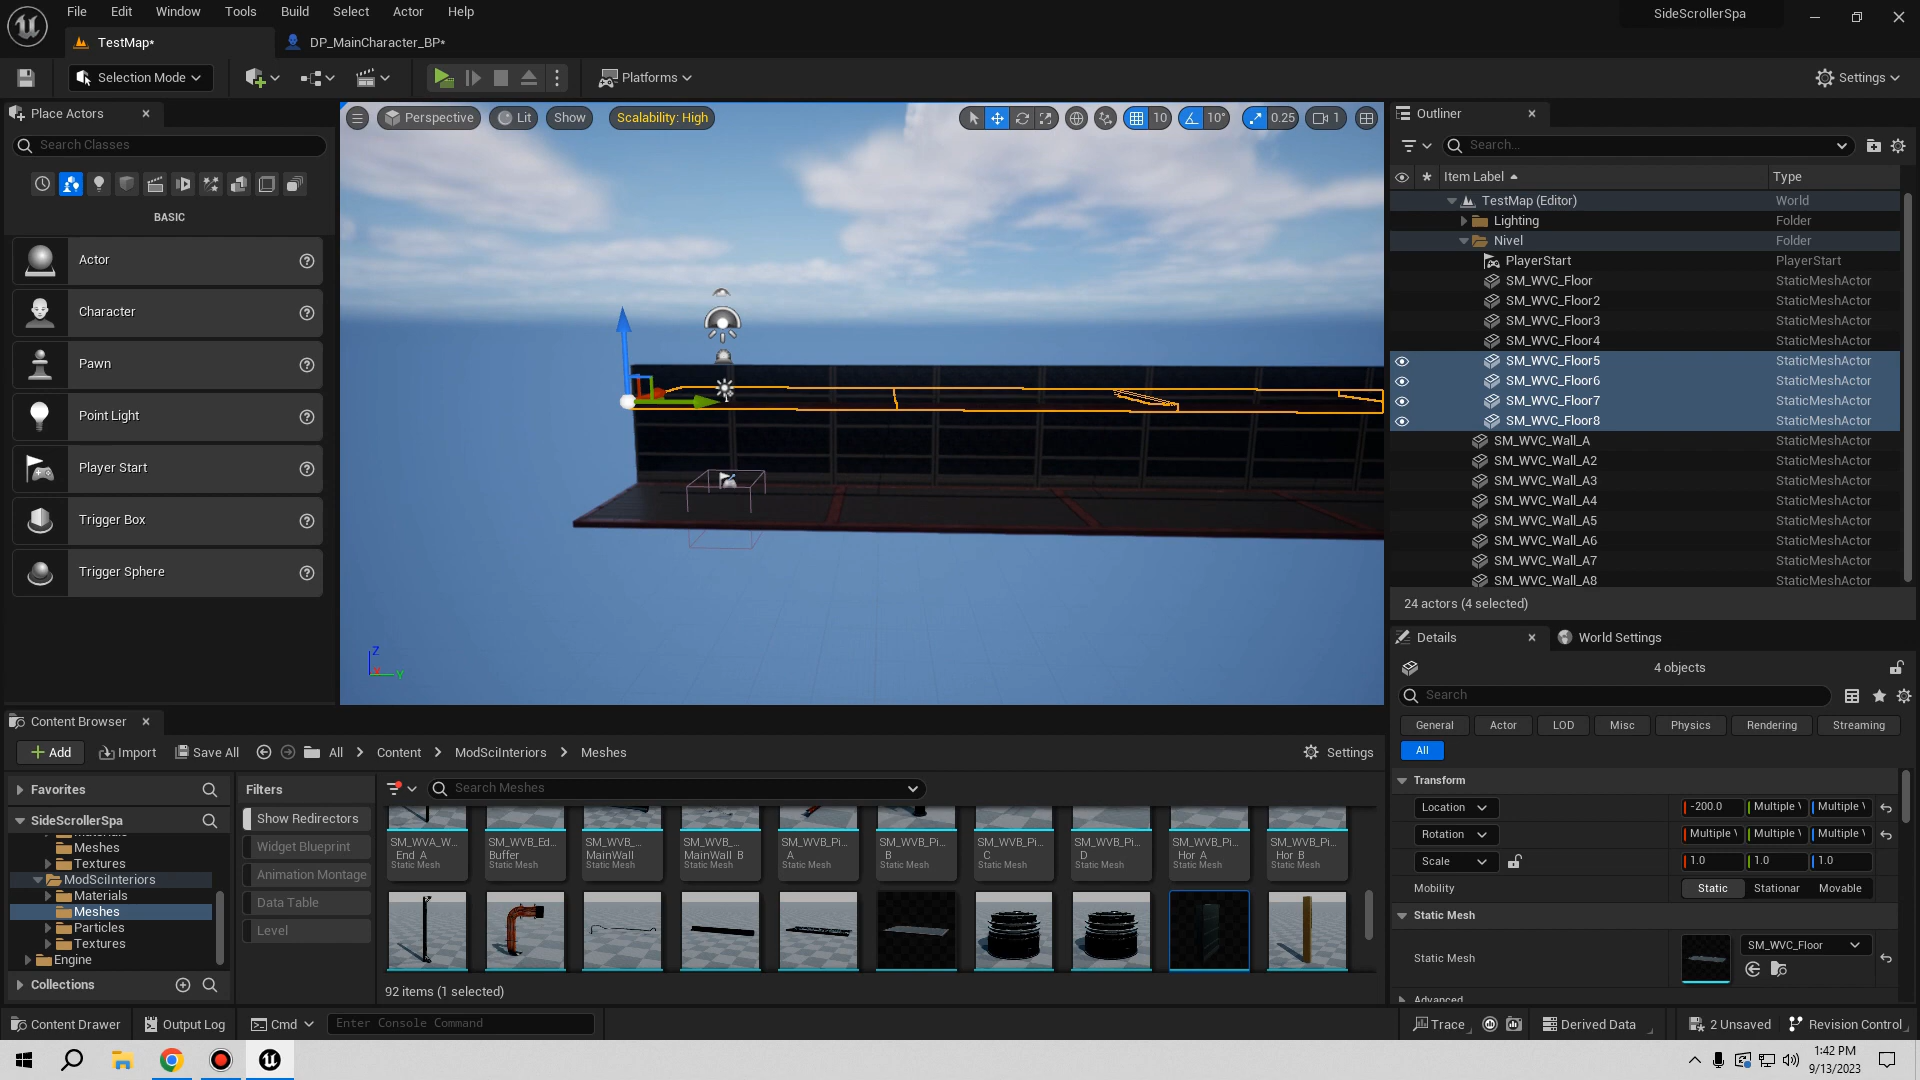 File Edit Window Tools Build Select Actor Help
SideScrollerSpa
TestMap*
DP_MainCharacter_BP*
Selection Mode
Platforms
Settings
Place Actors
Search Classes
BASIC
Actor
Character
Pawn
Point Light
Player Start
Trigger Box
Trigger Sphere
Perspective
Lit
Show
Scalability: High
10
10°
0.25
1
Outliner
Search...
Item Label
Type
TestMap (Editor) World
Lighting Folder
Nivel Folder
PlayerStart PlayerStart
SM_WVC_Floor StaticMeshActor
SM_WVC_Floor2 StaticMeshActor
SM_WVC_Floor3 StaticMeshActor
SM_WVC_Floor4 StaticMeshActor
SM_WVC_Floor5 StaticMeshActor
SM_WVC_Floor6 StaticMeshActor
SM_WVC_Floor7 StaticMeshActor
SM_WVC_Floor8 StaticMeshActor
SM_WVC_Wall_A StaticMeshActor
SM_WVC_Wall_A2 StaticMeshActor
SM_WVC_Wall_A3 StaticMeshActor
SM_WVC_Wall_A4 StaticMeshActor
SM_WVC_Wall_A5 StaticMeshActor
SM_WVC_Wall_A6 StaticMeshActor
SM_WVC_Wall_A7 StaticMeshActor
SM_WVC_Wall_A8 StaticMeshActor
24 actors (4 selected)
Details
World Settings
4 objects
Search
General Actor LOD Misc Physics Rendering Streaming
All
Transform
Location -200.0 Multiple V Multiple V
Rotation Multiple V Multiple V Multiple V
Scale 1.0 1.0 1.0
Mobility Static Stationar Movable
Static Mesh
Static Mesh
SM_WVC_Floor
Advanced
Z
Y
Content Browser
Add Import Save All All Content ModSciInteriors Meshes
Settings
Favorites
SideScrollerSpa
Materials
Meshes
Textures
ModSciInteriors
Materials
Meshes
Particles
Textures
Engine
Collections
Filters
Show Redirectors
Widget Blueprint
Animation Montage
Data Table
Level
Search Meshes
SM_WVA_W... End_A Static Mesh
SM_WVB_Ed... Buffer Static Mesh
SM_WVB_... MainWall Static Mesh
SM_WVB_... MainWall_B Static Mesh
SM_WVB_Pi... A Static Mesh
SM_WVB_Pi... B Static Mesh
SM_WVB_Pi... C Static Mesh
SM_WVB_Pi... D Static Mesh
SM_WVB_Pi... Hor_A Static Mesh
SM_WVB_Pi... Hor_B Static Mesh
92 items (1 selected)
Content Drawer
Output Log
Cmd
Enter Console Command
Trace
Derived Data
2 Unsaved
Revision Control
1:42 PM
9/13/2023